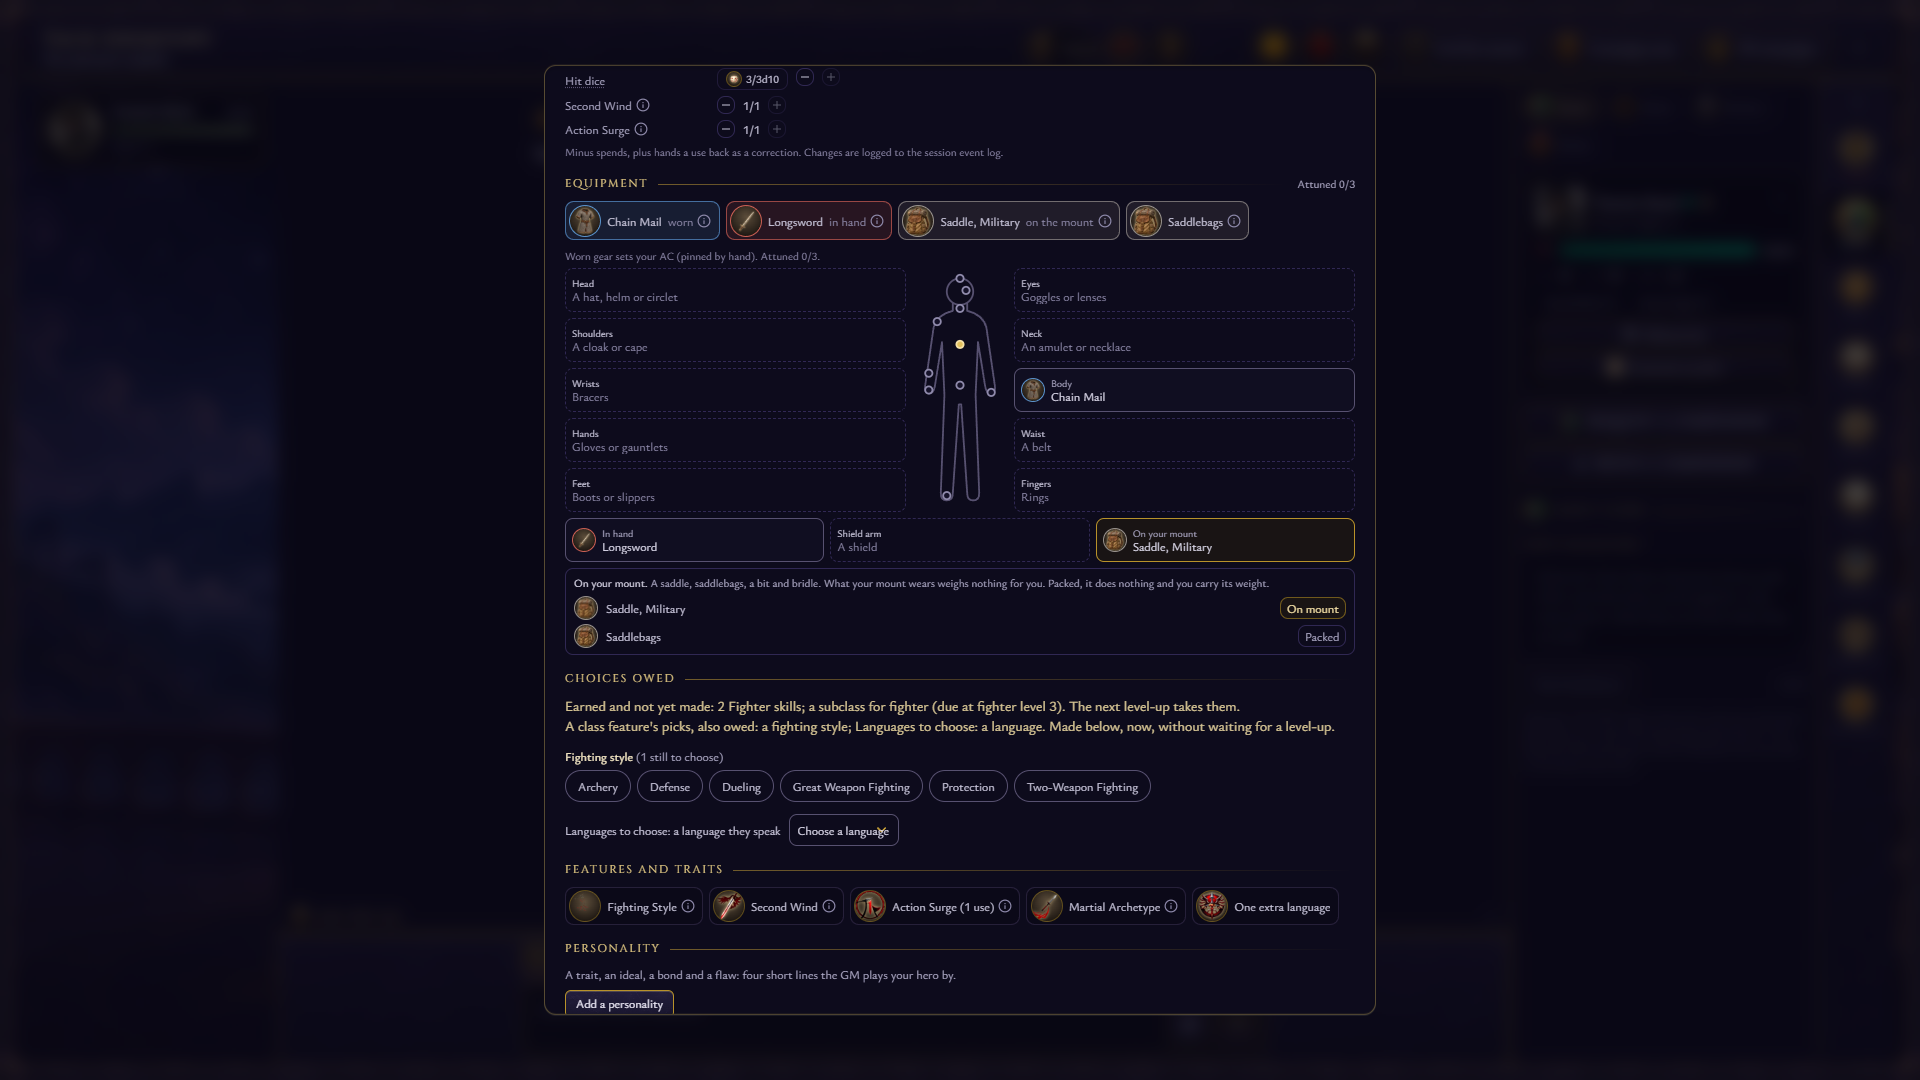 Hit dice 3/3d10 − +
Second Wind − 1/1 +
Action Surge − 1/1 +
Minus spends, plus hands a use back as a correction. Changes are logged to the session event log.
EQUIPMENT Attuned 0/3
Chain Mail worn Longsword in hand Saddle, Military on the mount Saddlebags
Worn gear sets your AC (pinned by hand). Attuned 0/3.
Head
A hat, helm or circlet
Eyes
Goggles or lenses
Shoulders
A cloak or cape
Neck
An amulet or necklace
Wrists
Bracers
Body
Chain Mail
Hands
Gloves or gauntlets
Waist
A belt
Feet
Boots or slippers
Fingers
Rings
In hand
Longsword
Shield arm
A shield
On your mount
Saddle, Military
On your mount. A saddle, saddlebags, a bit and bridle. What your mount wears weighs nothing for you. Packed, it does nothing and you carry its weight.
Saddle, Military On mount
Saddlebags Packed
CHOICES OWED
Earned and not yet made: 2 Fighter skills; a subclass for fighter (due at fighter level 3). The next level-up takes them.
A class feature's picks, also owed: a fighting style; Languages to choose: a language. Made below, now, without waiting for a level-up.
Fighting style (1 still to choose)
Archery Defense Dueling Great Weapon Fighting Protection Two-Weapon Fighting
Languages to choose: a language they speak Choose a language
FEATURES AND TRAITS
Fighting Style Second Wind Action Surge (1 use) Martial Archetype One extra language
PERSONALITY
A trait, an ideal, a bond and a flaw: four short lines the GM plays your hero by.
Add a personality